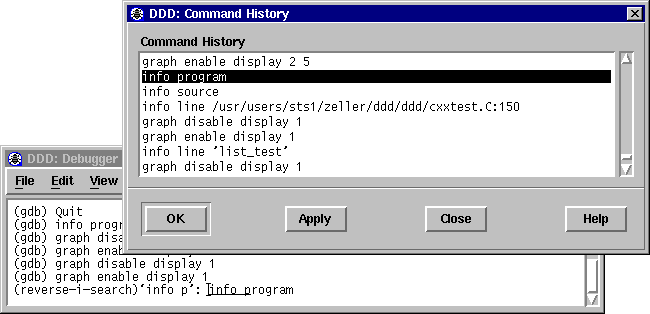 DDD: Command History
Command History
graph enable display 2 5
info program
info source
info line /usr/users/sts1/zeller/ddd/ddd/cxxtest.C:150
graph disable display 1
graph enable display 1
info line 'list_test'
graph disable display 1
OK Apply Close Help
DDD: Debugger
File Edit View
(gdb) Quit
(gdb) info progr
(gdb) graph disa
(gdb) graph enab
(gdb) graph disable display 1
(gdb) graph enable display 1
(reverse-i-search)`info p': info program